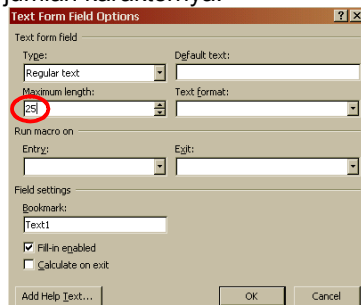 jumlah karakternya.
Text Form Field Options
Text form field
Type: Default text:
Regular text
Maximum length: Text format:
25
Run macro on
Entry: Exit:
Field settings
Bookmark:
Text1
Fill-in enabled
Calculate on exit
Add Help Text... OK Cancel